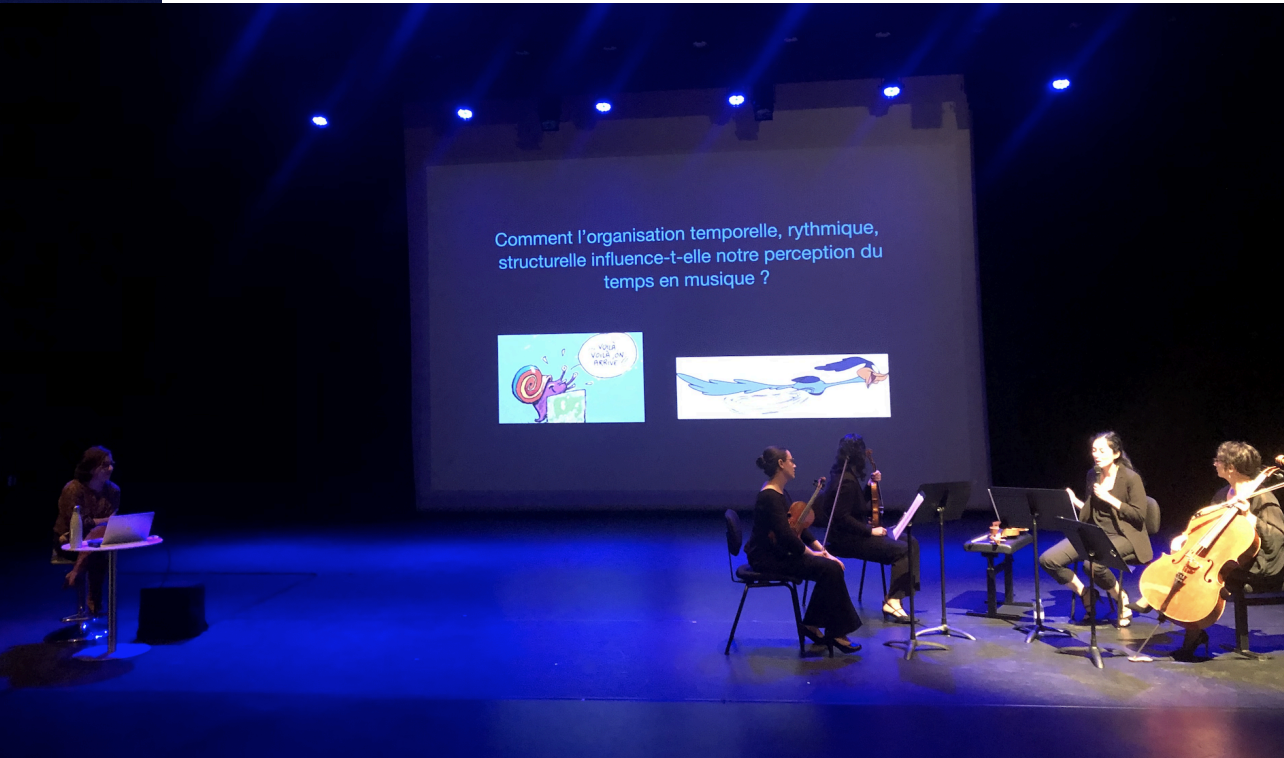 Comment l'organisation temporelle, rythmique,
structurelle influence-t-elle notre perception du
temps en musique ?
VOILÀ
VOILÀ ON
ARRIVE